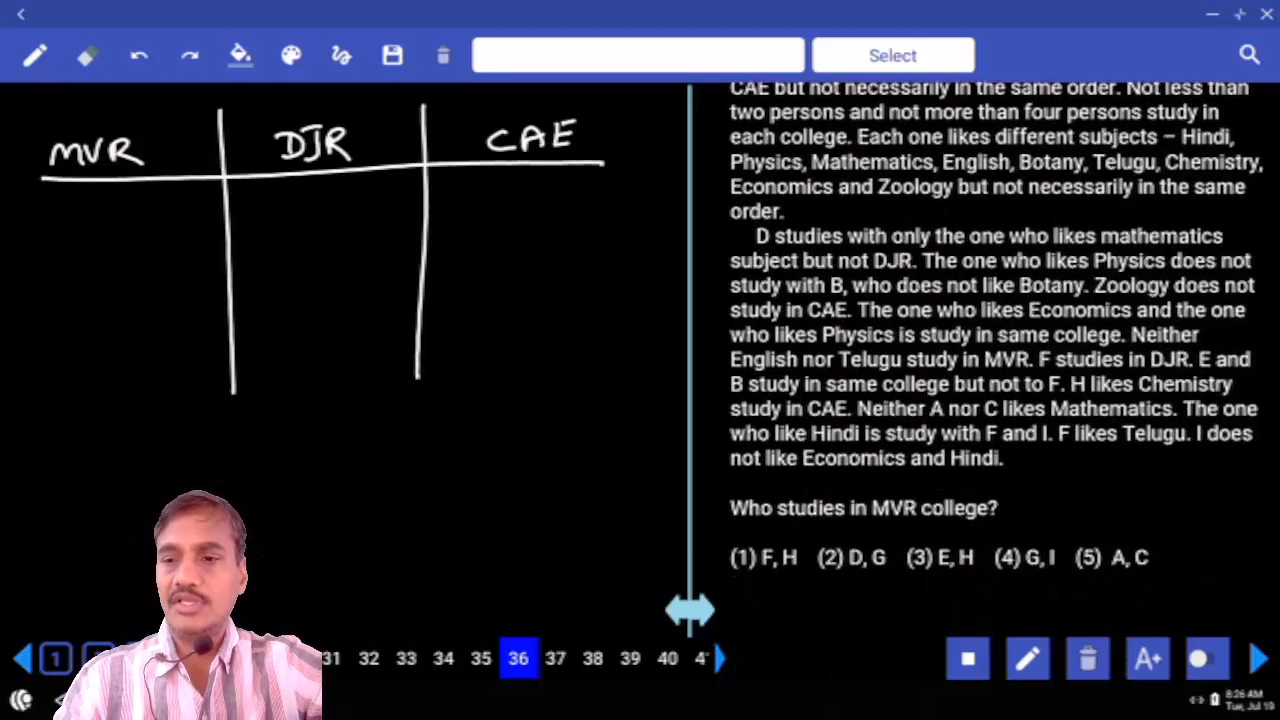 Select
MVR DJR CAE
CAE but not necessarily in the same order. Not less than
two persons and not more than four persons study in
each college. Each one likes different subjects – Hindi,
Physics, Mathematics, English, Botany, Telugu, Chemistry,
Economics and Zoology but not necessarily in the same
order.
D studies with only the one who likes mathematics
subject but not DJR. The one who likes Physics does not
study with B, who does not like Botany. Zoology does not
study in CAE. The one who likes Economics and the one
who likes Physics is study in same college. Neither
English nor Telugu study in MVR. F studies in DJR. E and
B study in same college but not to F. H likes Chemistry
study in CAE. Neither A nor C likes Mathematics. The one
who like Hindi is study with F and I. F likes Telugu. I does
not like Economics and Hindi.
Who studies in MVR college?
(1) F, H (2) D, G (3) E, H (4) G, I (5) A, C
1 31 32 33 34 35 36 37 38 39 40
A+
8:26 AM
Tue, Jul 19